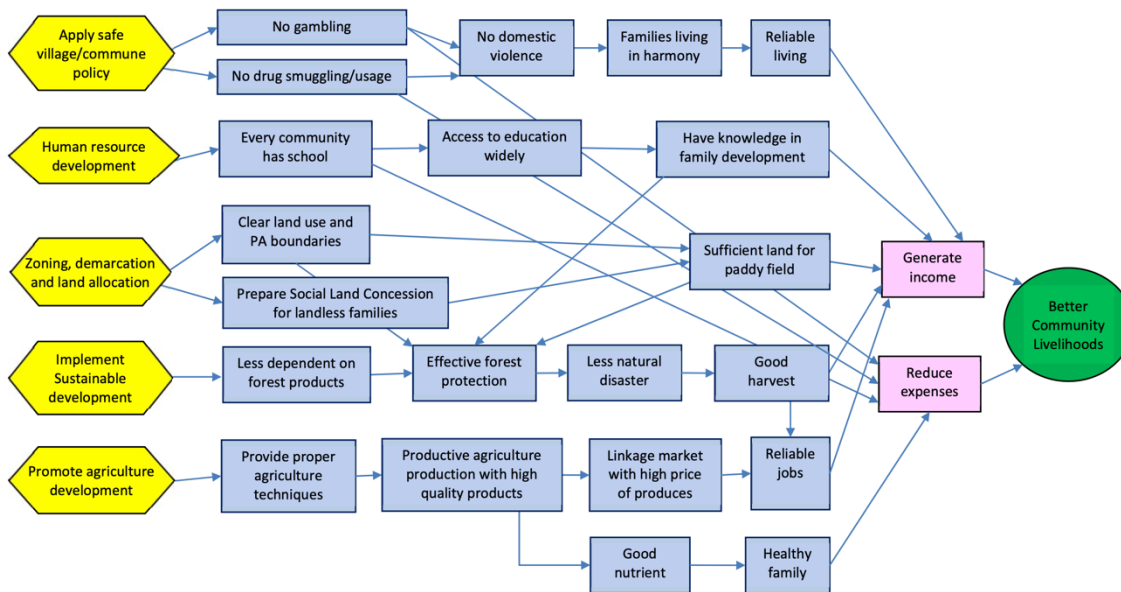 Apply safe
village/commune
policy
No gambling
No drug smuggling/usage
No domestic
violence
Families living
in harmony
Reliable
living
Human resource
development
Every community
has school
Access to education
widely
Have knowledge in
family development
Zoning, demarcation
and land allocation
Clear land use and
PA boundaries
Prepare Social Land Concession
for landless families
Sufficient land for
paddy field
Generate
income
Better
Community
Livelihoods
Implement
Sustainable
development
Less dependent on
forest products
Effective forest
protection
Less natural
disaster
Good
harvest
Reduce
expenses
Promote agriculture
development
Provide proper
agriculture
techniques
Productive agriculture
production with high
quality products
Linkage market
with high price
of produces
Reliable
jobs
Good
nutrient
Healthy
family